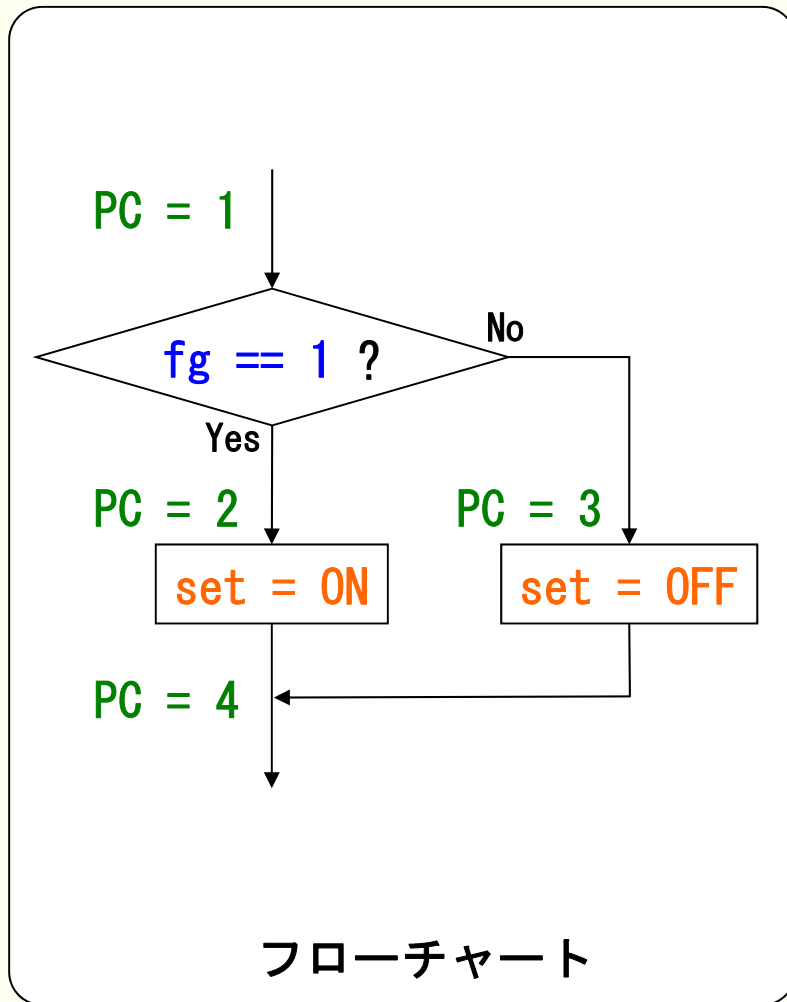 PC = 1
fg == 1 ?
No
Yes
PC = 2
PC = 3
set = ON
set = OFF
PC = 4
フローチャート